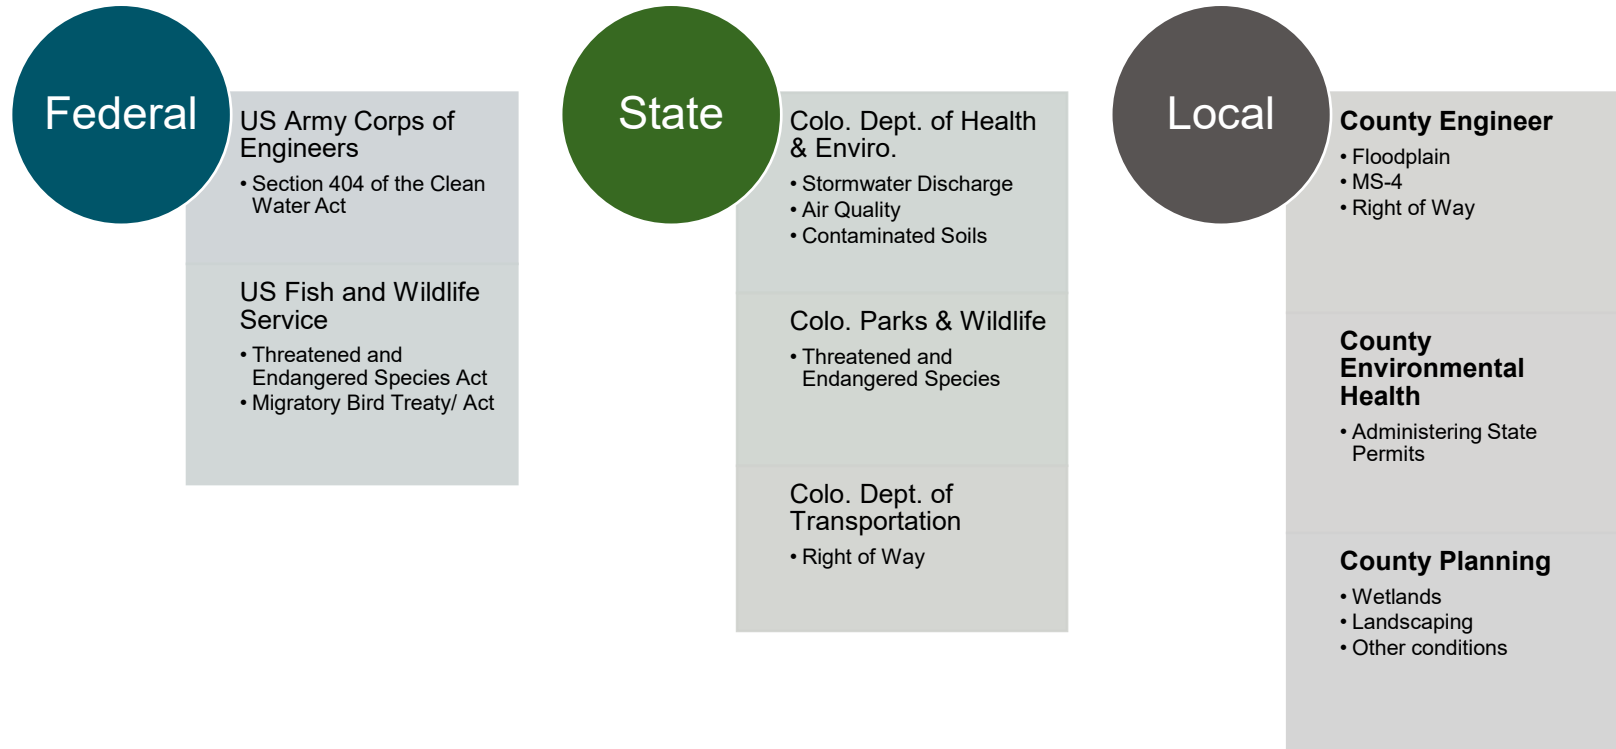 Federal
US Army Corps of
Engineers
• Section 404 of the Clean
Water Act
US Fish and Wildlife
Service
• Threatened and
Endangered Species Act
• Migratory Bird Treaty/ Act
State
Colo. Dept. of Health
& Enviro.
• Stormwater Discharge
• Air Quality
• Contaminated Soils
Colo. Parks & Wildlife
• Threatened and
Endangered Species
Colo. Dept. of
Transportation
• Right of Way
Local
County Engineer
• Floodplain
• MS-4
• Right of Way
County
Environmental
Health
• Administering State
Permits
County Planning
• Wetlands
• Landscaping
• Other conditions